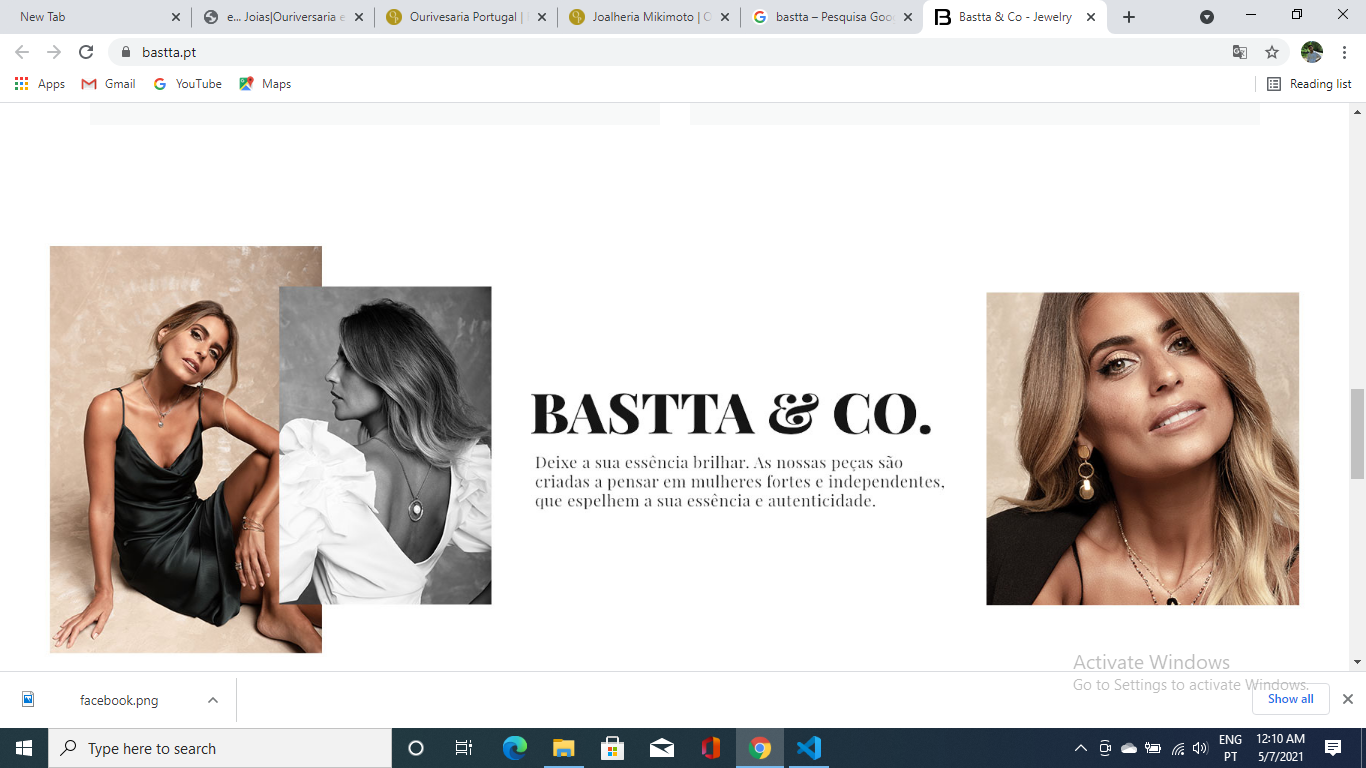 New Tab
e... Joias|Ouriversaria e
Ourivesaria Portugal |
Joalheria Mikimoto | C
bastta – Pesquisa Goo
Bastta & Co - Jewelry
bastta.pt
Apps
Gmail
YouTube
Maps
Reading list
BASTTA & CO.
Deixe a sua essência brilhar. As nossas peças são
criadas a pensar em mulheres fortes e independentes,
que espelhem a sua essência e autenticidade.
Activate Windows
Go to Settings to activate Windows.
facebook.png
Show all
Type here to search
ENG
PT
12:10 AM
5/7/2021